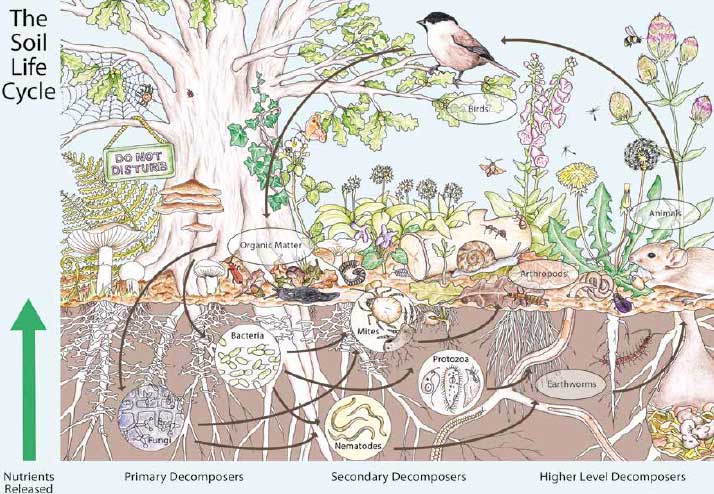 The
Soil
Life
Cycle
DO NOT
DISTURB
Birds
Organic Matter
Animals
Arthropods
Bacteria
Mites
Protozoa
Earthworms
Fungi
Nematodes
Nutrients
Released
Primary Decomposers
Secondary Decomposers
Higher Level Decomposers